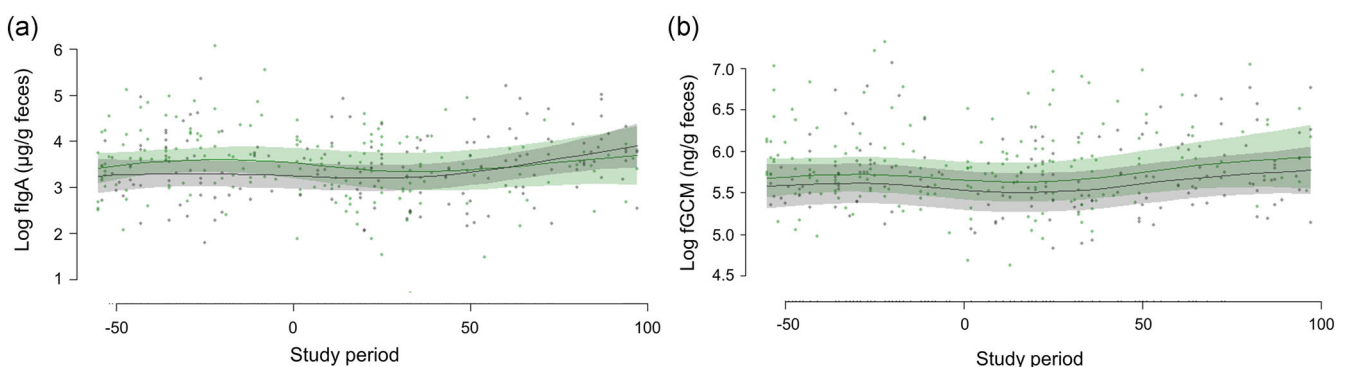 (a)
Log fIgA (µg/g feces)
6
5
4
3
2
1
-50 0 50 100
Study period
(b)
Log fGCM (ng/g feces)
7.0
6.5
6.0
5.5
5.0
4.5
-50 0 50 100
Study period